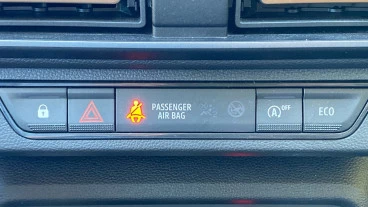 PASSENGER
AIR BAG
A OFF
ECO